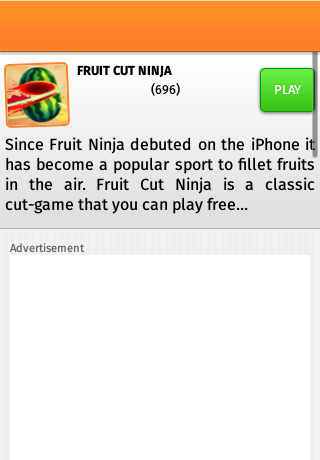 FRUIT CUT NINJA
(696)
PLAY
Since Fruit Ninja debuted on the iPhone it
has become a popular sport to fillet fruits
in the air. Fruit Cut Ninja is a classic
cut-game that you can play free...
Advertisement